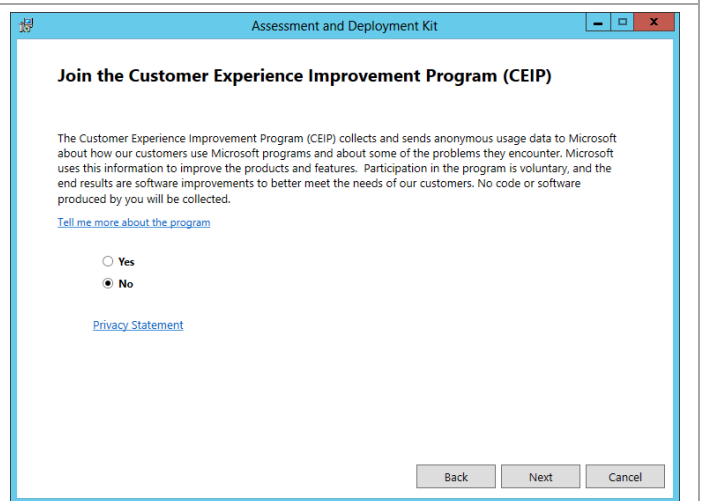 Assessment and Deployment Kit
Join the Customer Experience Improvement Program (CEIP)
The Customer Experience Improvement Program (CEIP) collects and sends anonymous usage data to Microsoft
about how our customers use Microsoft programs and about some of the problems they encounter. Microsoft
uses this information to improve the products and features.  Participation in the program is voluntary, and the
end results are software improvements to better meet the needs of our customers. No code or software
produced by you will be collected.
Tell me more about the program
Yes
No
Privacy Statement
Back Next Cancel